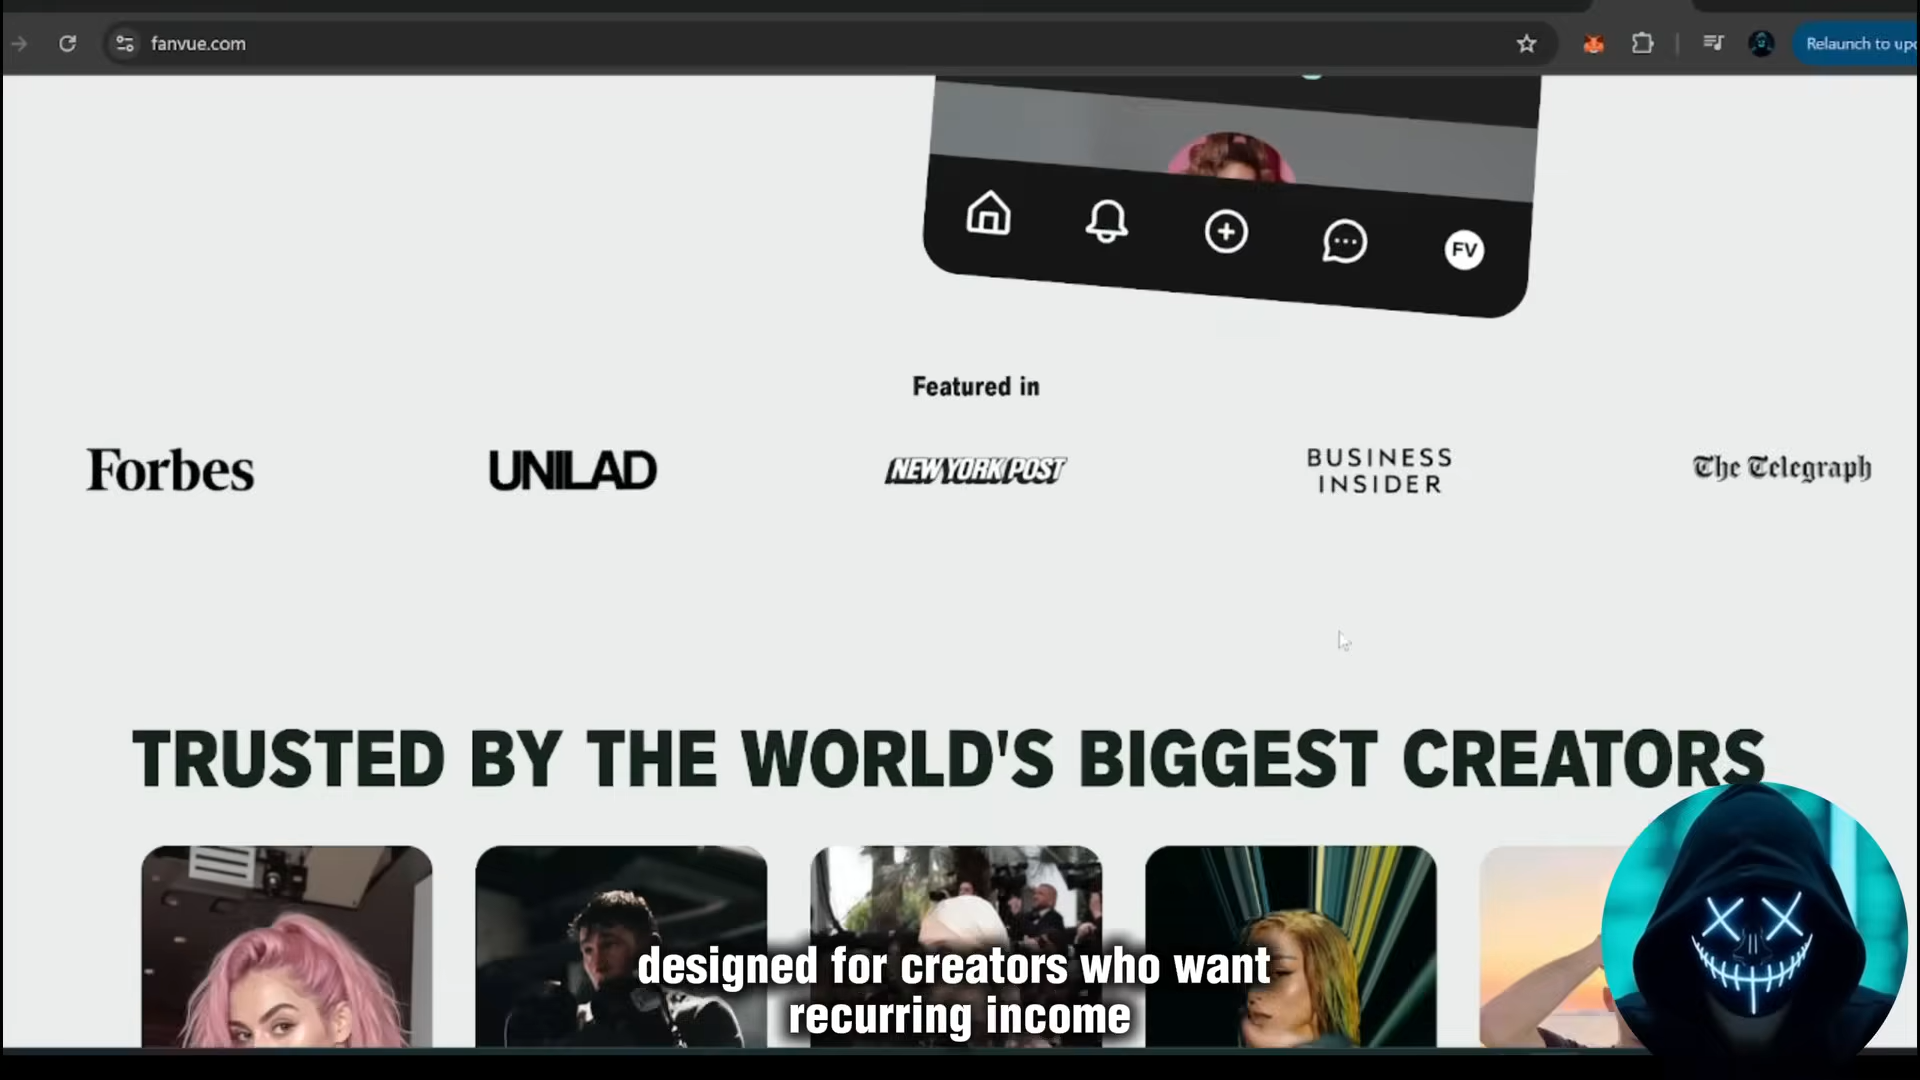 fanvue.com
Relaunch to upd
FV
Featured in
Forbes
UNILAD
NEW YORK POST
BUSINESS
INSIDER
The Telegraph
TRUSTED BY THE WORLD'S BIGGEST CREATORS
designed for creators who want
recurring income